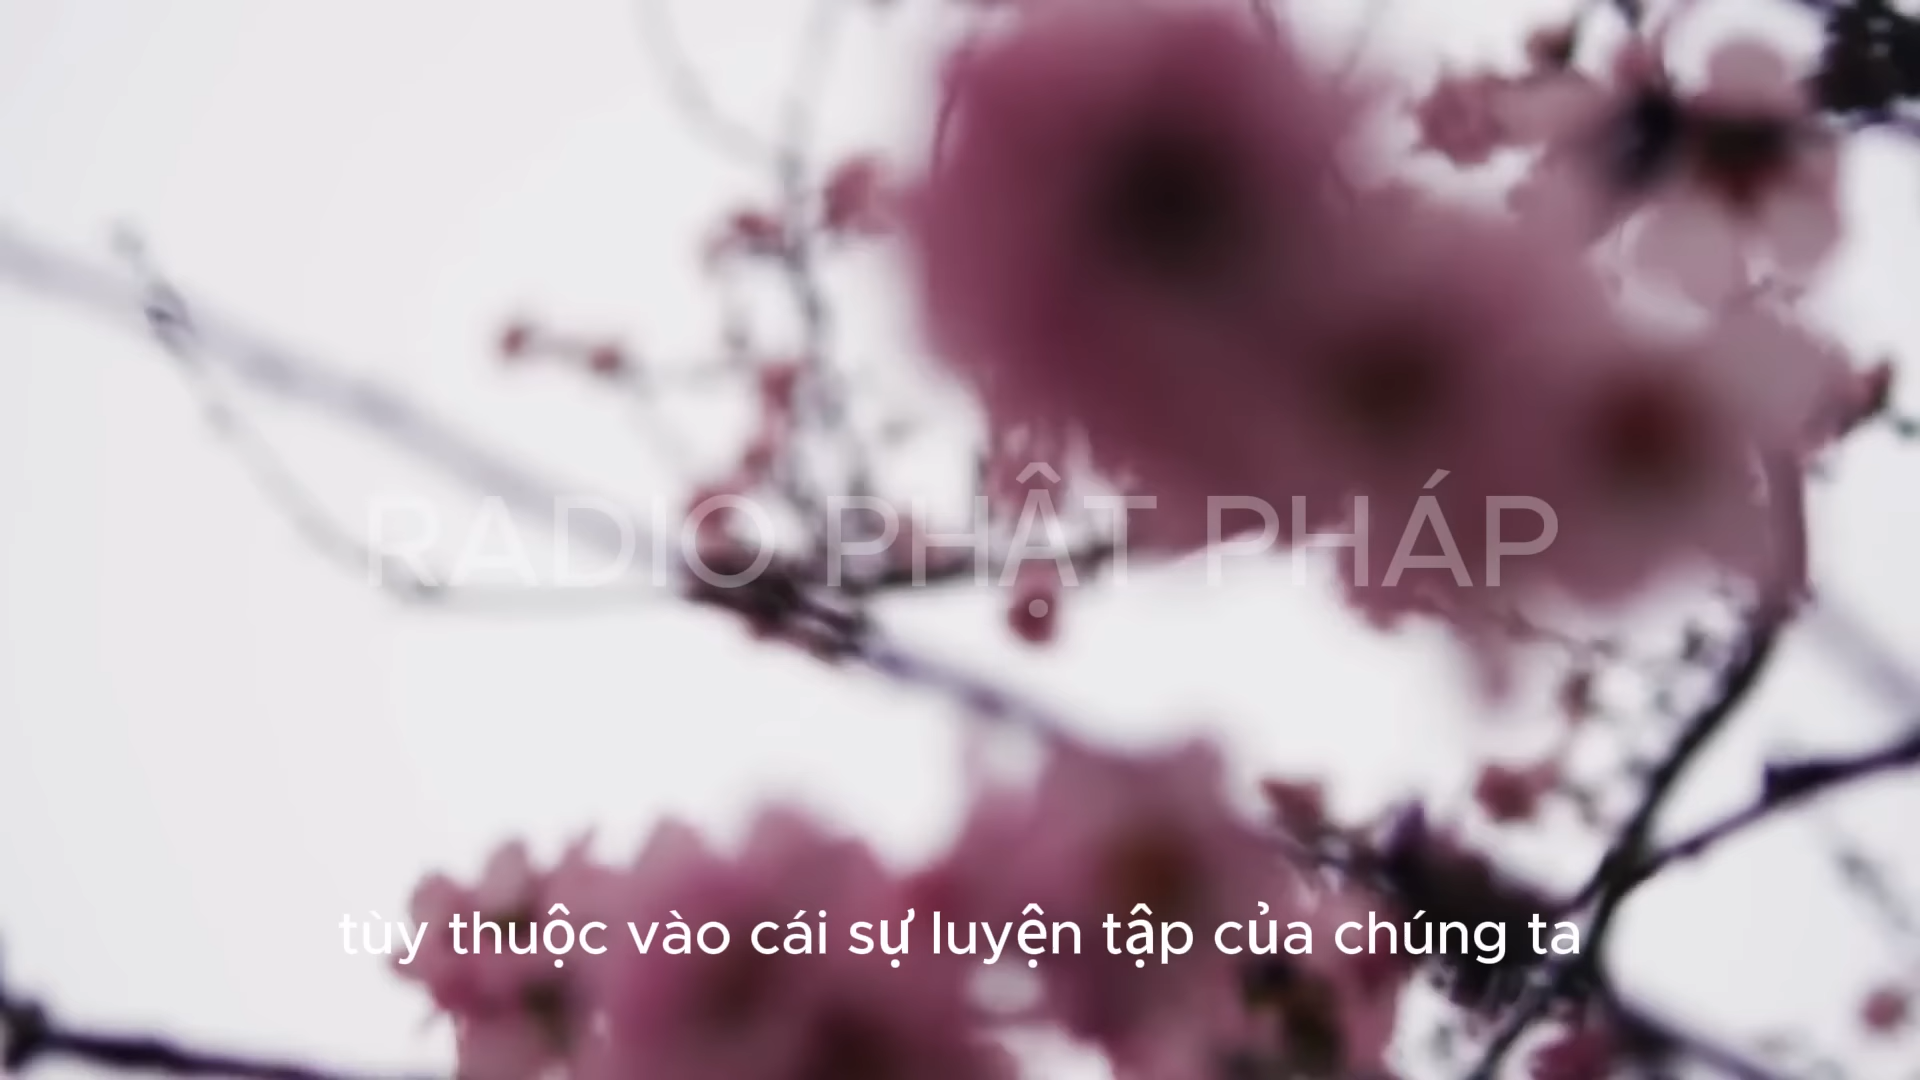 RADIO PHẬT PHÁP
tùy thuộc vào cái sự luyện tập của chúng ta